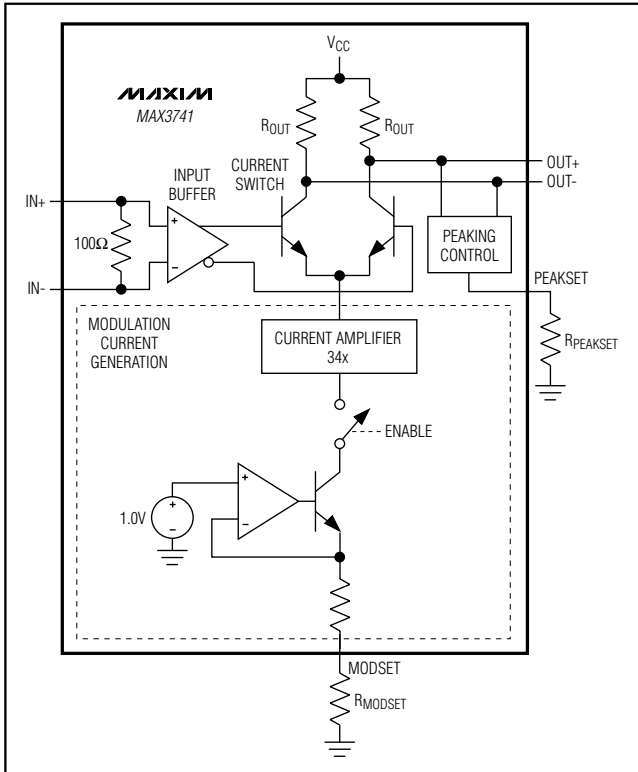 VCC
MAXIM
MAX3741
ROUT
ROUT
INPUT
BUFFER
CURRENT
SWITCH
OUT+
OUT-
IN+
100Ω
IN-
+
-
PEAKING
CONTROL
PEAKSET
RPEAKSET
MODULATION
CURRENT
GENERATION
CURRENT AMPLIFIER
34x
ENABLE
1.0V
+
-
+
-
MODSET
RMODSET